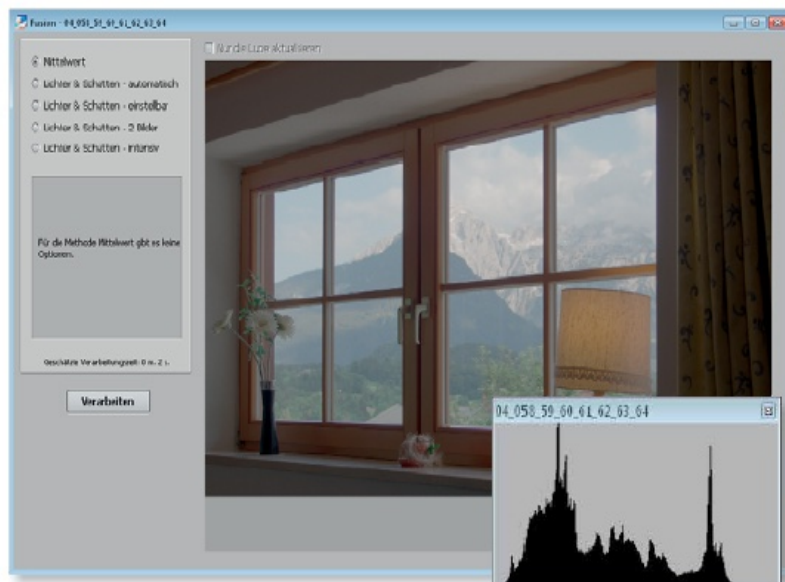 Fusion - 04_058_59_60_61_62_63_64
Nur die Lupe aktualisieren
Mittelwert
Lichter & Schatten - automatisch
Lichter & Schatten - einstellbar
Lichter & Schatten - 2 Bilder
Lichter & Schatten - intensiv
Für die Methode Mittelwert gibt es keine
Optionen.
Geschätzte Verarbeitungszeit: 0 m. 2 s.
Verarbeiten
04_058_59_60_61_62_63_64